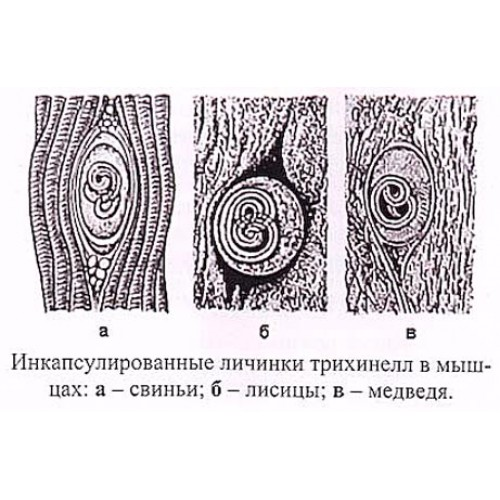 а б в
Инкапсулированные личинки трихинелл в мыш-
цах: а – свиньи; б – лисицы; в – медведя.